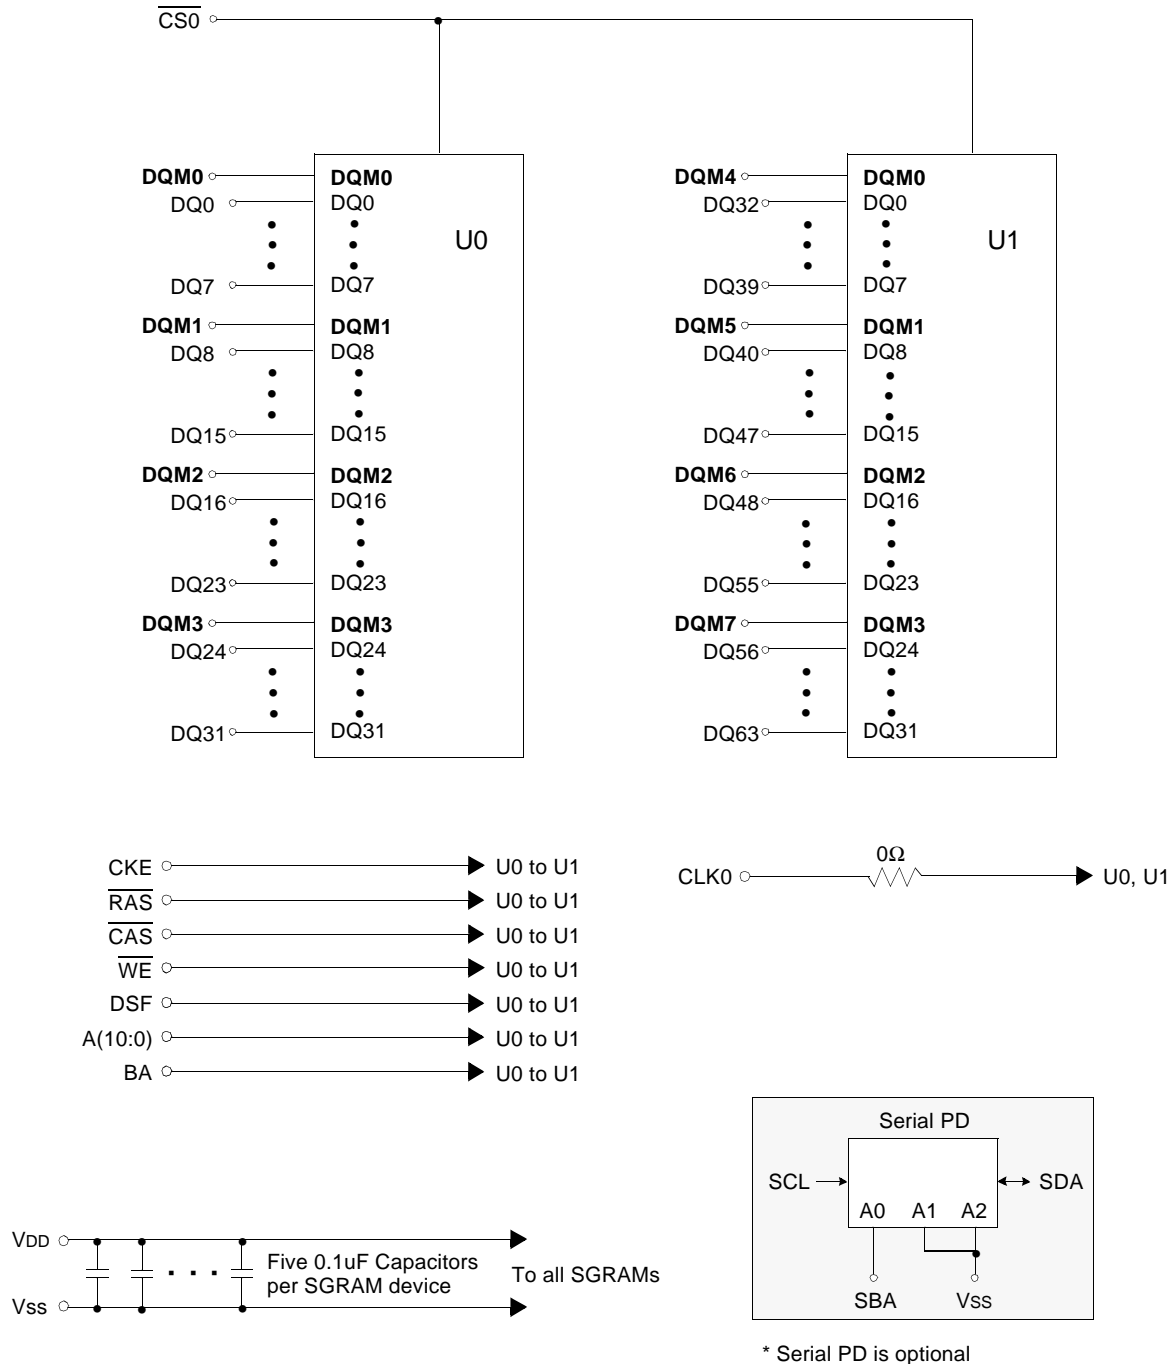 CS0
DQM0 DQM0
DQ0 DQ0
U0
DQ7 DQ7
DQM1 DQM1
DQ8 DQ8
DQ15 DQ15
DQM2 DQM2
DQ16 DQ16
DQ23 DQ23
DQM3 DQM3
DQ24 DQ24
DQ31 DQ31
DQM4 DQM0
DQ32 DQ0
U1
DQ39 DQ7
DQM5 DQM1
DQ40 DQ8
DQ47 DQ15
DQM6 DQM2
DQ48 DQ16
DQ55 DQ23
DQM7 DQM3
DQ56 DQ24
DQ63 DQ31
CKE U0 to U1
RAS U0 to U1
CAS U0 to U1
WE U0 to U1
DSF U0 to U1
A(10:0) U0 to U1
BA U0 to U1
0Ω
CLK0 U0, U1
VDD
Vss
Five 0.1uF Capacitors
per SGRAM device
To all SGRAMs
Serial PD
SCL SDA
A0 A1 A2
SBA Vss
* Serial PD is optional